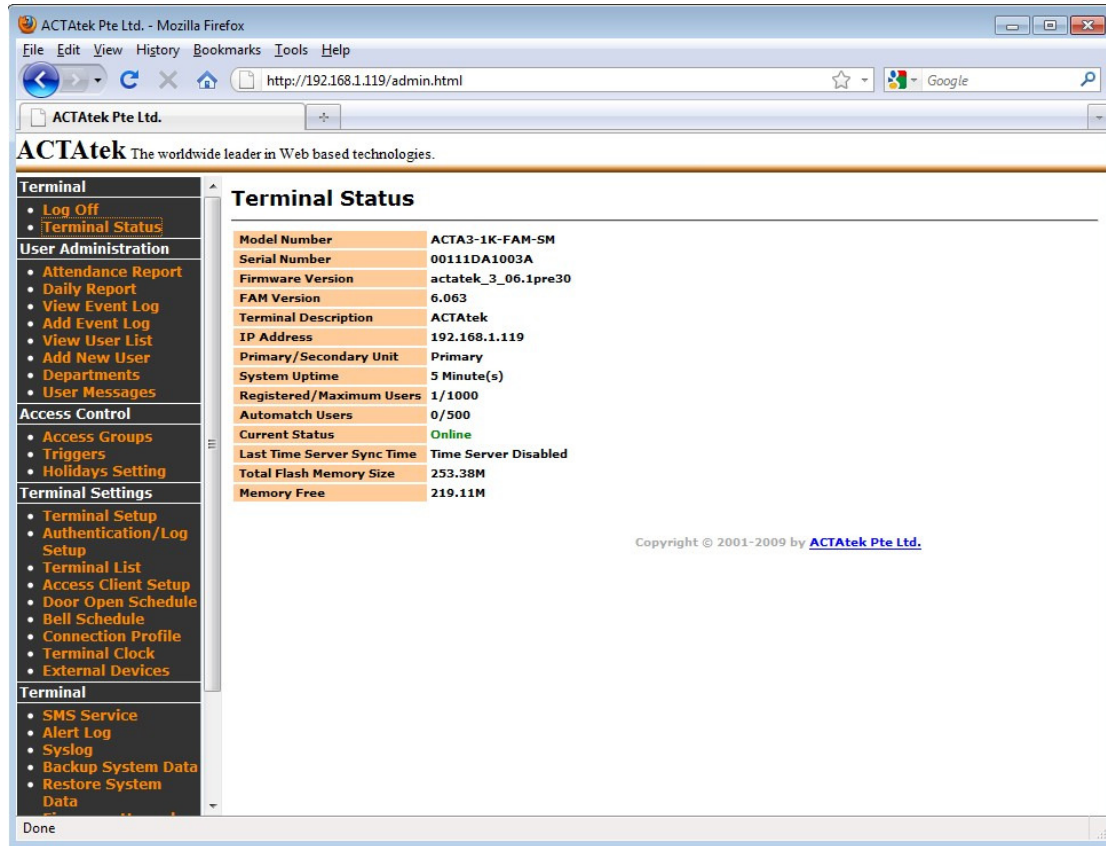 ACTAtek Pte Ltd. - Mozilla Firefox
File Edit View History Bookmarks Tools Help
http://192.168.1.119/admin.html
Google
ACTAtek Pte Ltd.
ACTAtek The worldwide leader in Web based technologies.
Terminal
• Log Off
• Terminal Status
User Administration
• Attendance Report
• Daily Report
• View Event Log
• Add Event Log
• View User List
• Add New User
• Departments
• User Messages
Access Control
• Access Groups
• Triggers
• Holidays Setting
Terminal Settings
• Terminal Setup
• Authentication/Log
Setup
• Terminal List
• Access Client Setup
• Door Open Schedule
• Bell Schedule
• Connection Profile
• Terminal Clock
• External Devices
Terminal
• SMS Service
• Alert Log
• Syslog
• Backup System Data
• Restore System
Data
Terminal Status
Model Number ACTA3-1K-FAM-SM
Serial Number 00111DA1003A
Firmware Version actatek_3_06.1pre30
FAM Version 6.063
Terminal Description ACTAtek
IP Address 192.168.1.119
Primary/Secondary Unit Primary
System Uptime 5 Minute(s)
Registered/Maximum Users 1/1000
Automatch Users 0/500
Current Status Online
Last Time Server Sync Time Time Server Disabled
Total Flash Memory Size 253.38M
Memory Free 219.11M
Copyright © 2001-2009 by ACTAtek Pte Ltd.
Done